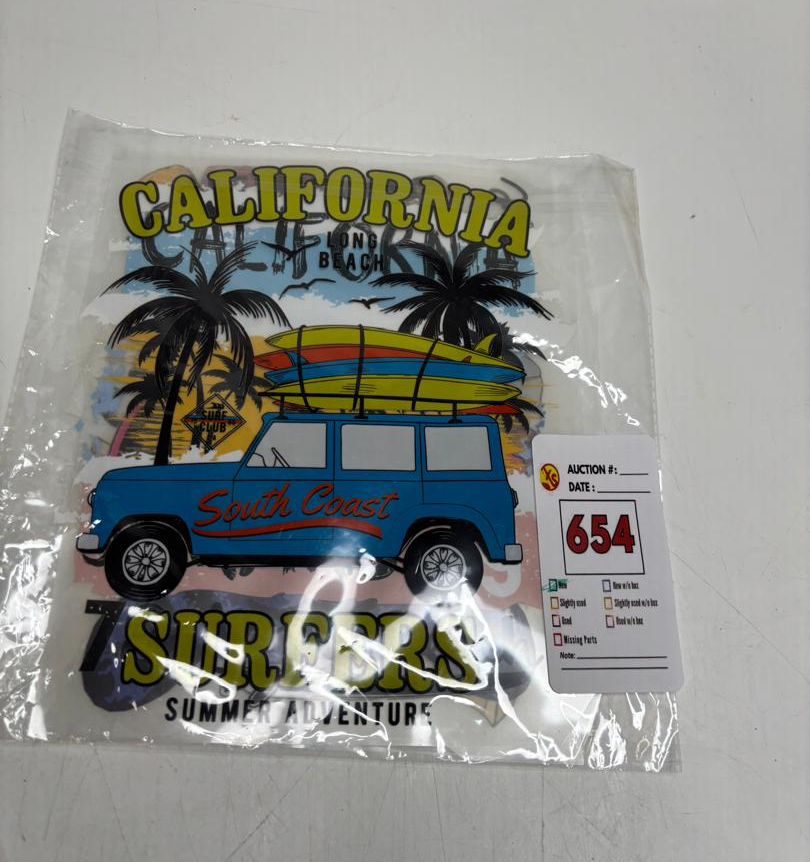 CALIFORNIA
CALIFORNIA
LONG
BEACH
SURF
CLUB
South Coast
SURFERS
SUMMER ADVENTURE
AUCTION #:
DATE :
654
New
New w/o box
Slightly used
Slightly used w/o box
Used
Used w/o box
Missing Parts
Note: